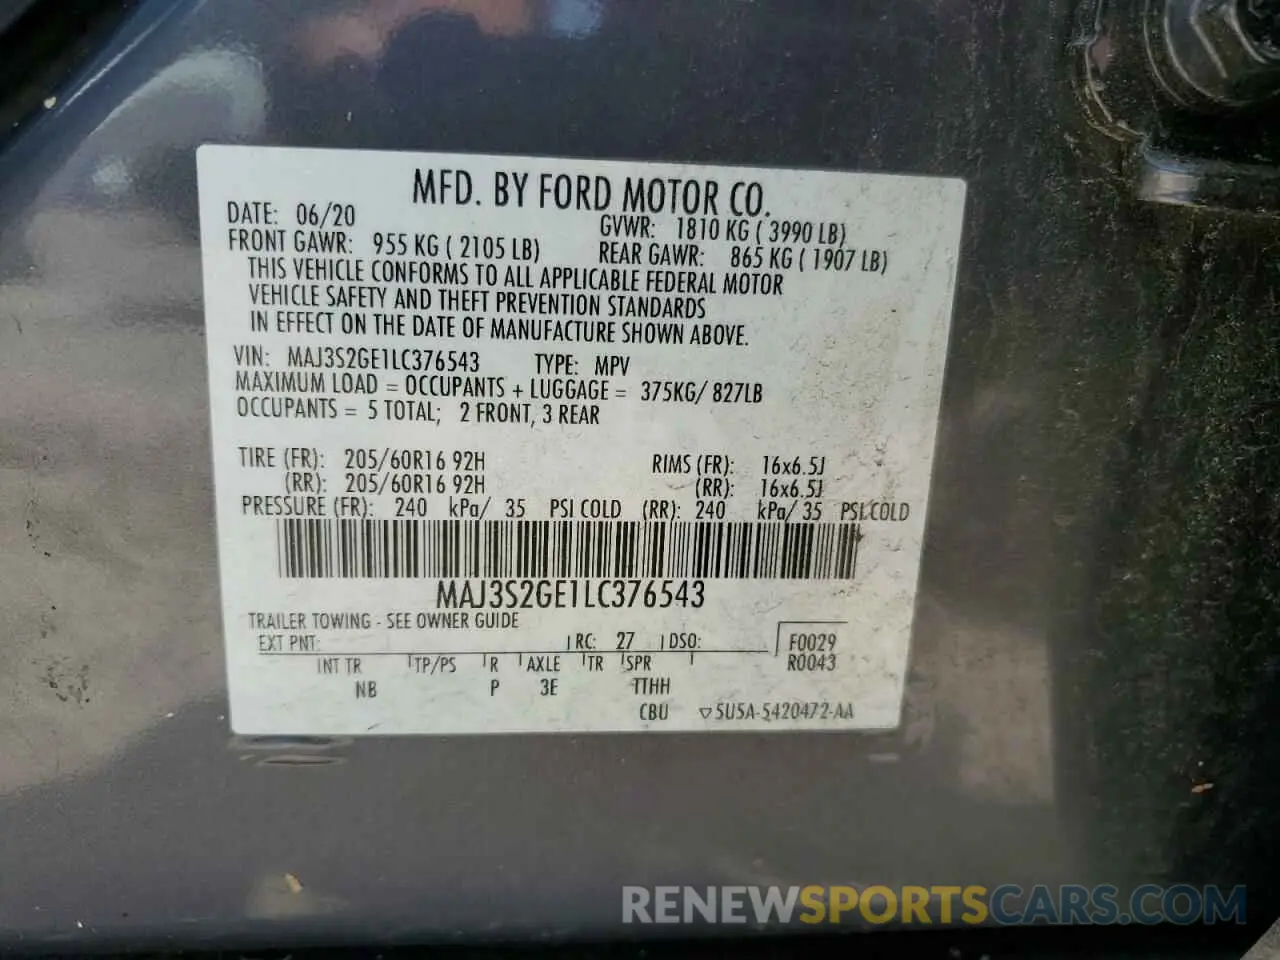 MFD. BY FORD MOTOR CO.
DATE: 06/20 GVWR: 1810 KG ( 3990 LB)
FRONT GAWR: 955 KG ( 2105 LB) REAR GAWR: 865 KG ( 1907 LB)
THIS VEHICLE CONFORMS TO ALL APPLICABLE FEDERAL MOTOR
VEHICLE SAFETY AND THEFT PREVENTION STANDARDS
IN EFFECT ON THE DATE OF MANUFACTURE SHOWN ABOVE.
VIN: MAJ3S2GE1LC376543 TYPE: MPV
MAXIMUM LOAD = OCCUPANTS + LUGGAGE = 375KG/ 827LB
OCCUPANTS = 5 TOTAL; 2 FRONT, 3 REAR
TIRE (FR): 205/60R16 92H RIMS (FR): 16x6.5J
(RR): 205/60R16 92H (RR): 16x6.5J
PRESSURE (FR): 240 kPa/ 35 PSI COLD (RR): 240 kPa/ 35 PSI COLD
MAJ3S2GE1LC376543
TRAILER TOWING - SEE OWNER GUIDE
EXT PNT: RC: 27 DSO: F0029
INT TR TP/PS R AXLE TR SPR R0043
NB P 3E TTHH
CBU ▽5U5A-5420472-AA
RENEWSPORTSCARS.COM